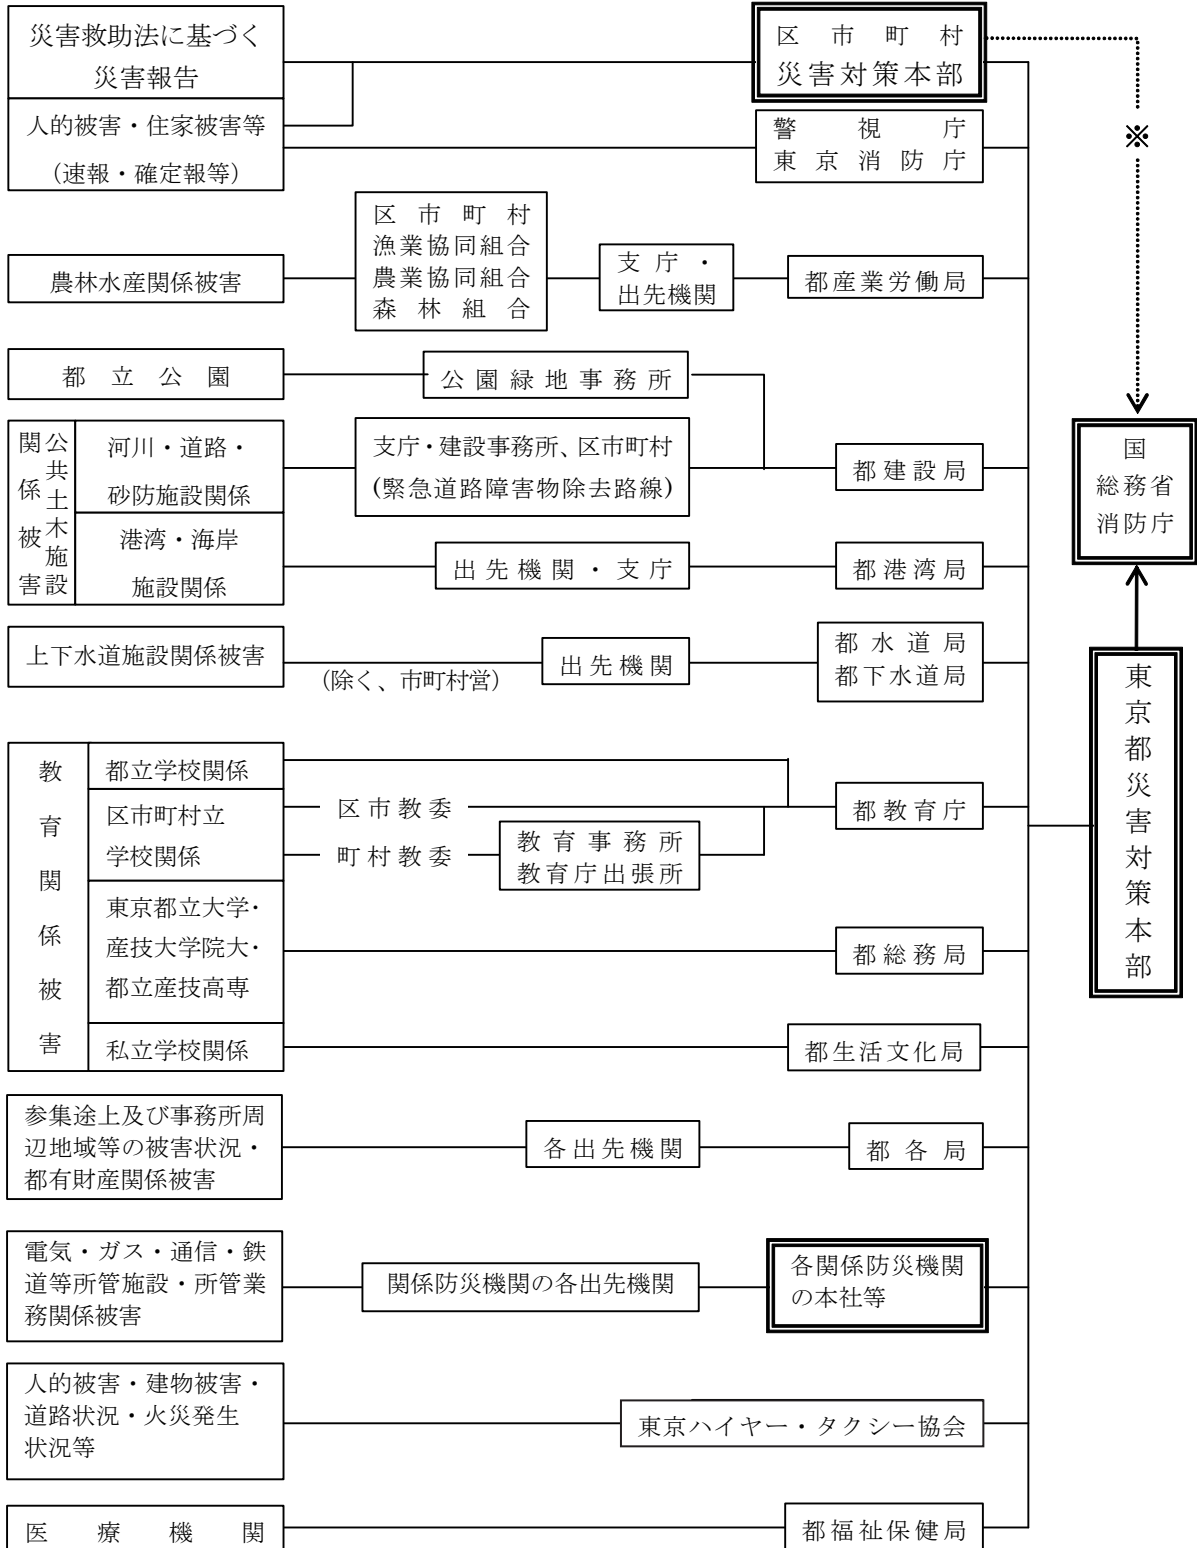 災害救助法に基づく
災害報告
人的被害・住家被害等
(速報・確定報等)
区市町村
災害対策本部
※
警視庁
東京消防庁
農林水産関係被害
区市町村
漁業協同組合
農業協同組合
森林組合
支庁・
出先機関
都産業労働局
都立公園
公園緑地事務所
公共土木施設
関係被害
河川・道路・
砂防施設関係
支庁・建設事務所、区市町村
(緊急道路障害物除去路線)
都建設局
港湾・海岸
施設関係
出先機関・支庁
都港湾局
国
総務省
消防庁
上下水道施設関係被害
(除く、市町村営)
出先機関
都水道局
都下水道局
東京都災害対策本部
教育関係被害
都立学校関係
区市町村立
学校関係
区市教委
町村教委
教育事務所
教育庁出張所
都教育庁
東京都立大学・
産技大学院大・
都立産技高専
都総務局
私立学校関係
都生活文化局
参集途上及び事務所周
辺地域等の被害状況・
都有財産関係被害
各出先機関
都各局
電気・ガス・通信・鉄
道等所管施設・所管業
務関係被害
関係防災機関の各出先機関
各関係防災機関
の本社等
人的被害・建物被害・
道路状況・火災発生
状況等
東京ハイヤー・タクシー協会
医療機関
都福祉保健局